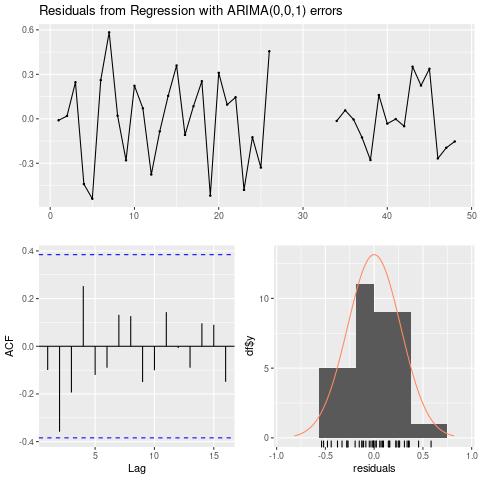 Residuals from Regression with ARIMA(0,0,1) errors
0.6
0.3
0.0
-0.3
0 10 20 30 40 50
0.4
0.2
0.0
-0.2
-0.4
ACF
5 10 15
Lag
10
5
0
df$y
-1.0 -0.5 0.0 0.5 1.0
residuals